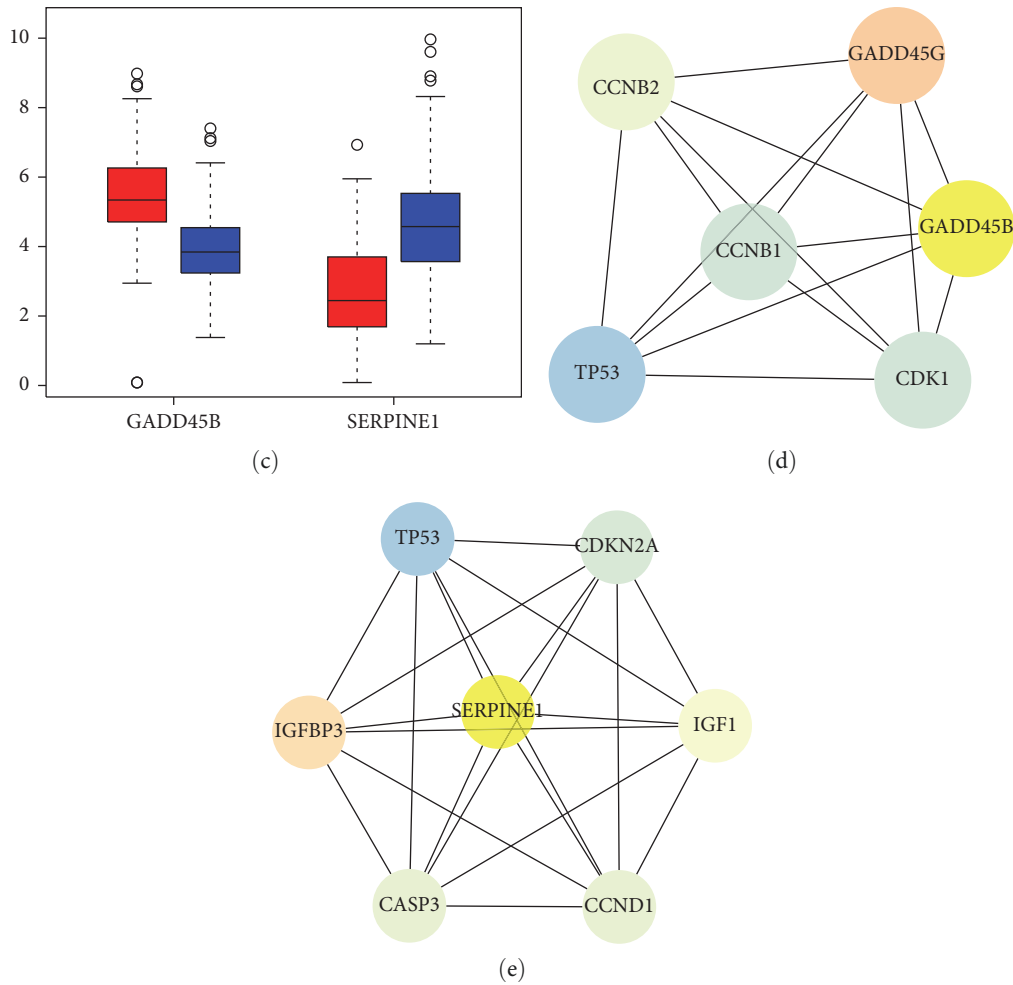 10
8
6
4
2
0
GADD45B
SERPINE1
(c)
GADD45G
CCNB2
GADD45B
CCNB1
TP53
CDK1
(d)
TP53
CDKN2A
SERPINE1
IGFBP3
IGF1
CASP3
CCND1
(e)